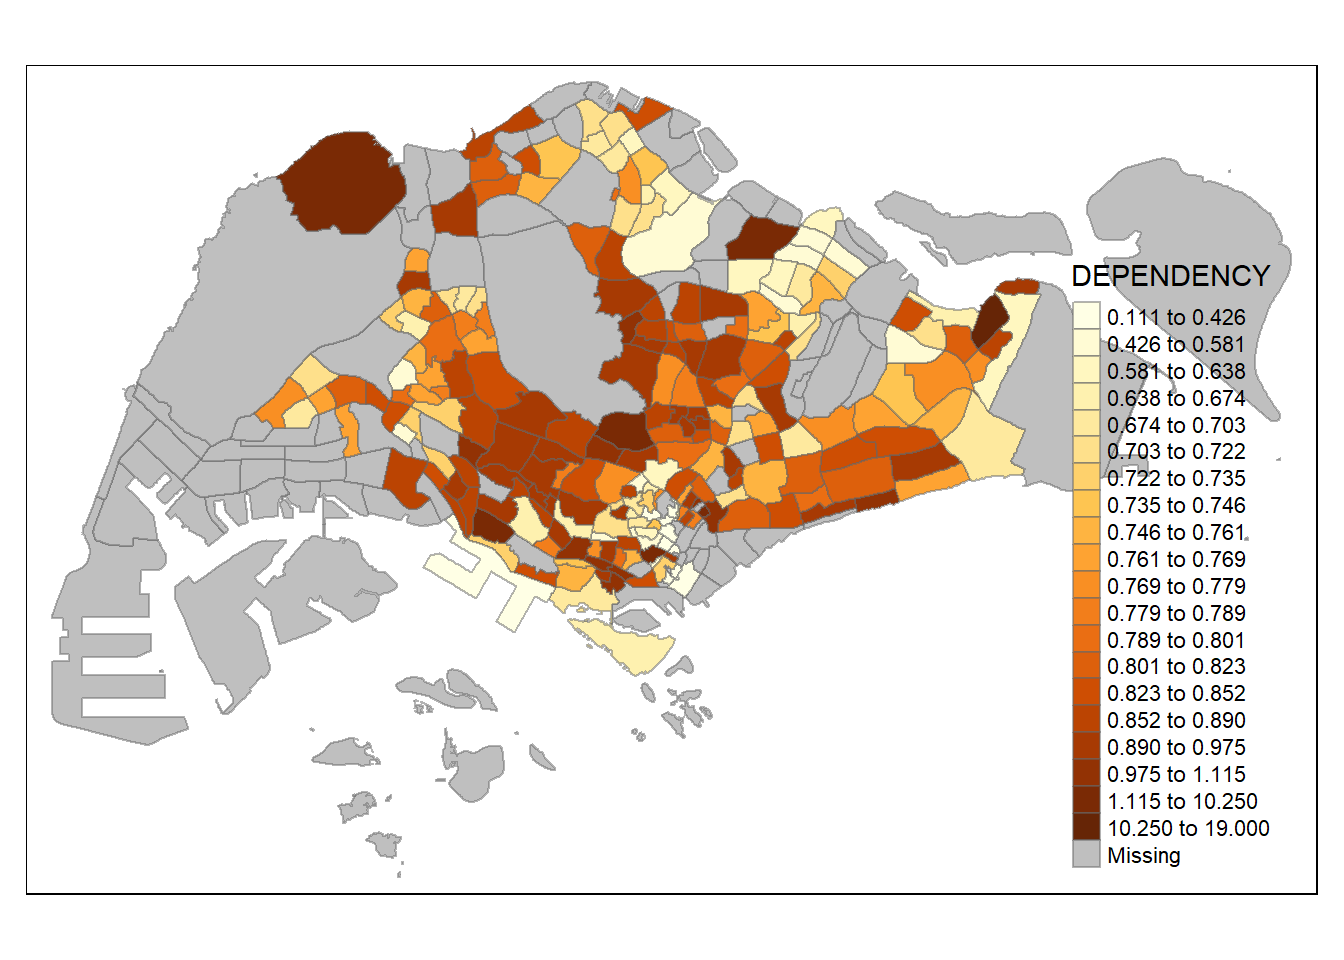 DEPENDENCY
0.111 to 0.426
0.426 to 0.581
0.581 to 0.638
0.638 to 0.674
0.674 to 0.703
0.703 to 0.722
0.722 to 0.735
0.735 to 0.746
0.746 to 0.761
0.761 to 0.769
0.769 to 0.779
0.779 to 0.789
0.789 to 0.801
0.801 to 0.823
0.823 to 0.852
0.852 to 0.890
0.890 to 0.975
0.975 to 1.115
1.115 to 10.250
10.250 to 19.000
Missing